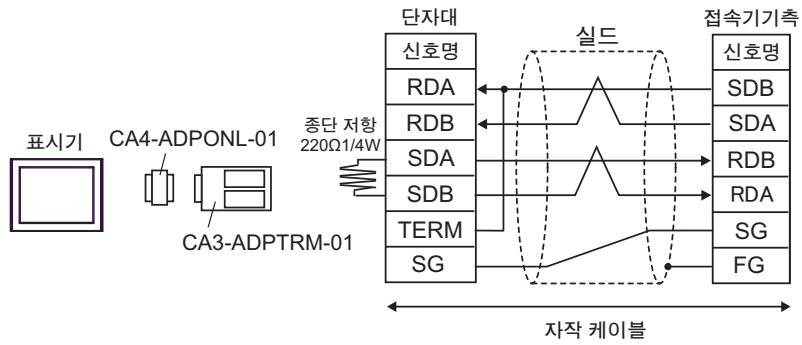 단자대
접속기기측
실드
신호명
신호명
RDA
SDB
RDB
SDA
종단 저항
220Ω1/4W
표시기
CA4-ADPONL-01
SDA
RDB
SDB
RDA
CA3-ADPTRM-01
TERM
SG
SG
FG
자작 케이블